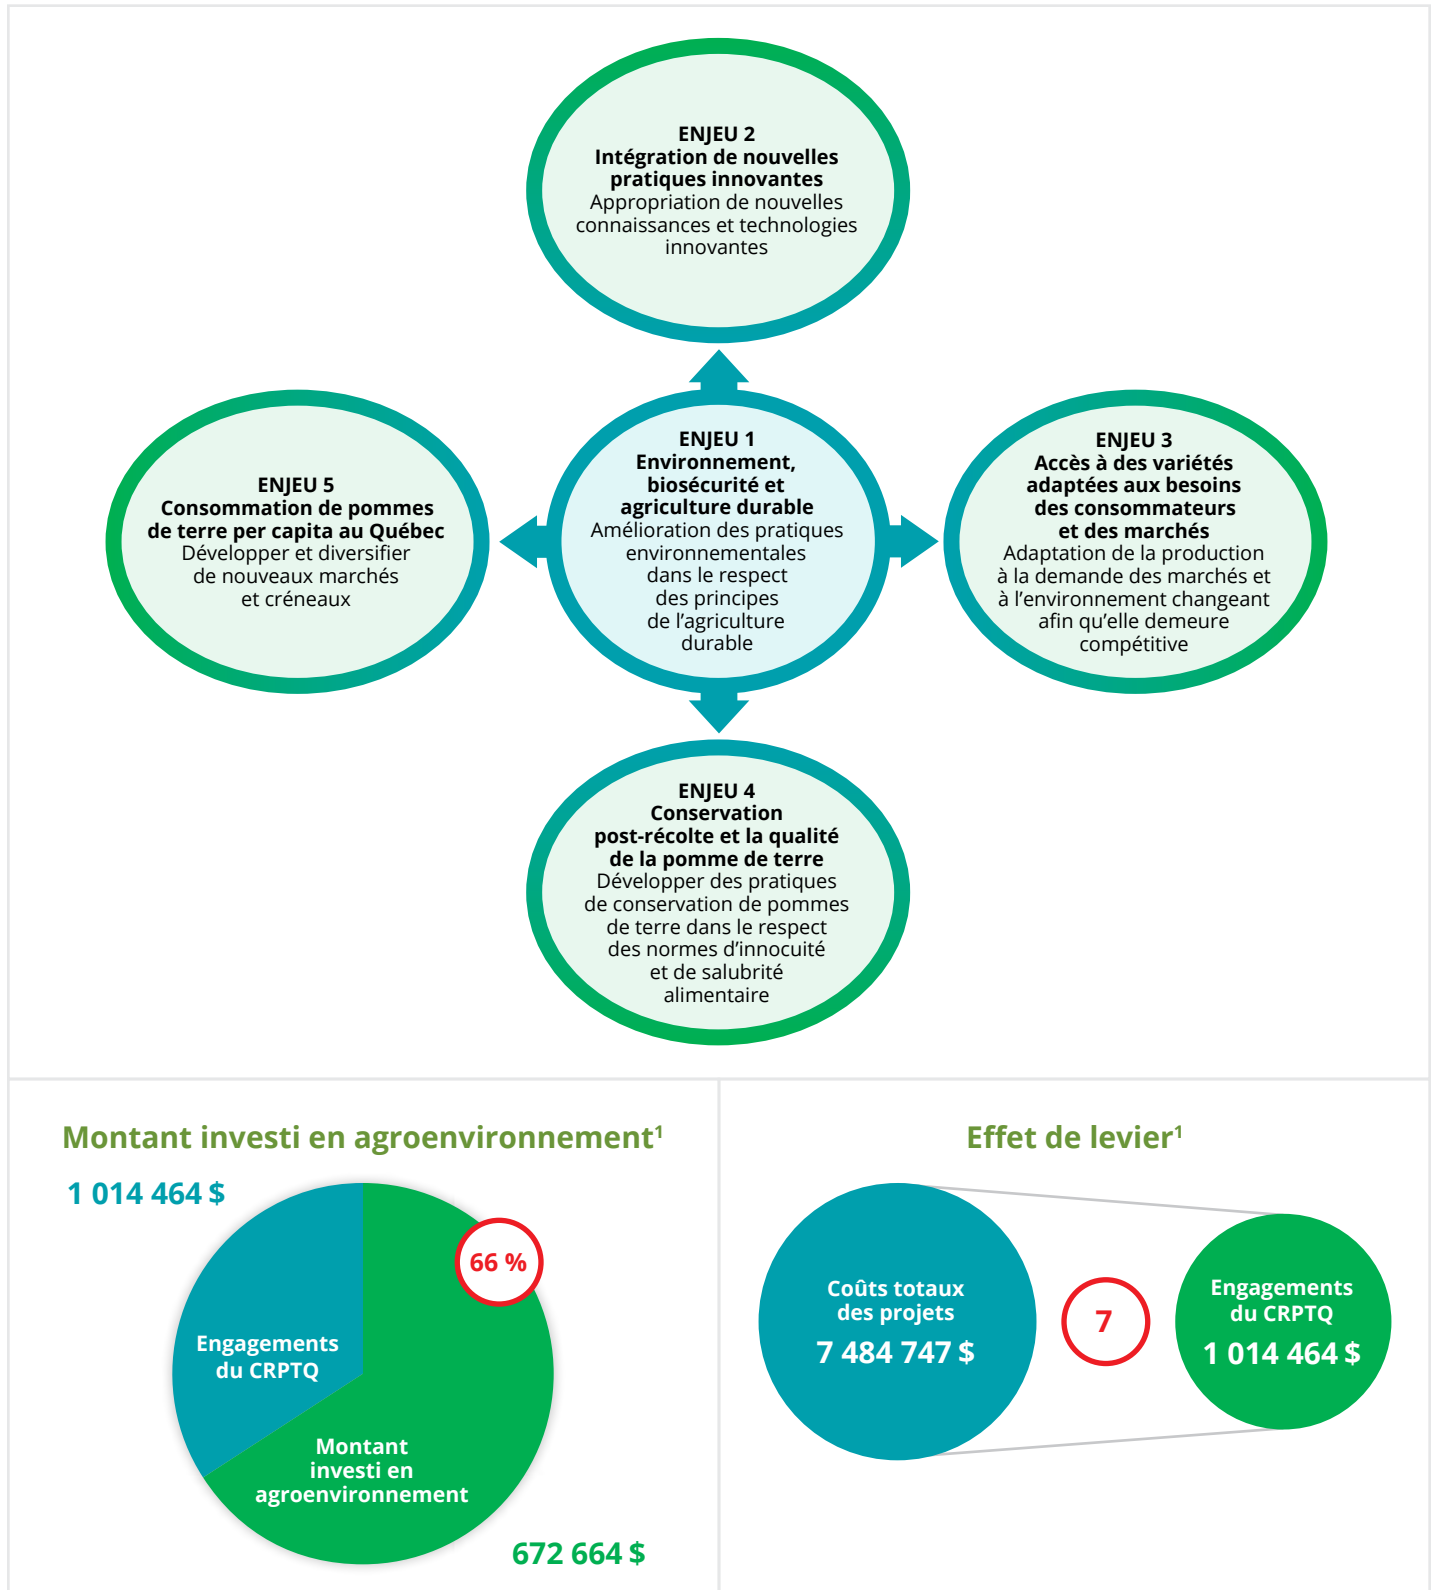 ENJEU 2
Intégration de nouvelles
pratiques innovantes
Appropriation de nouvelles
connaissances et technologies
innovantes
ENJEU 5
Consommation de pommes
de terre per capita au Québec
Développer et diversifier
de nouveaux marchés
et créneaux
ENJEU 1
Environnement,
biosécurité et
agriculture durable
Amélioration des pratiques
environnementales
dans le respect
des principes
de l’agriculture
durable
ENJEU 3
Accès à des variétés
adaptées aux besoins
des consommateurs
et des marchés
Adaptation de la production
à la demande des marchés et
à l’environnement changeant
afin qu’elle demeure
compétitive
ENJEU 4
Conservation
post-récolte et la qualité
de la pomme de terre
Développer des pratiques
de conservation de pommes
de terre dans le respect
des normes d’innocuité
et de salubrité
alimentaire
Montant investi en agroenvironnement¹
1 014 464 $
66 %
Engagements
du CRPTQ
Montant
investi en
agroenvironnement
672 664 $
Effet de levier¹
Coûts totaux
des projets
7 484 747 $
7
Engagements
du CRPTQ
1 014 464 $